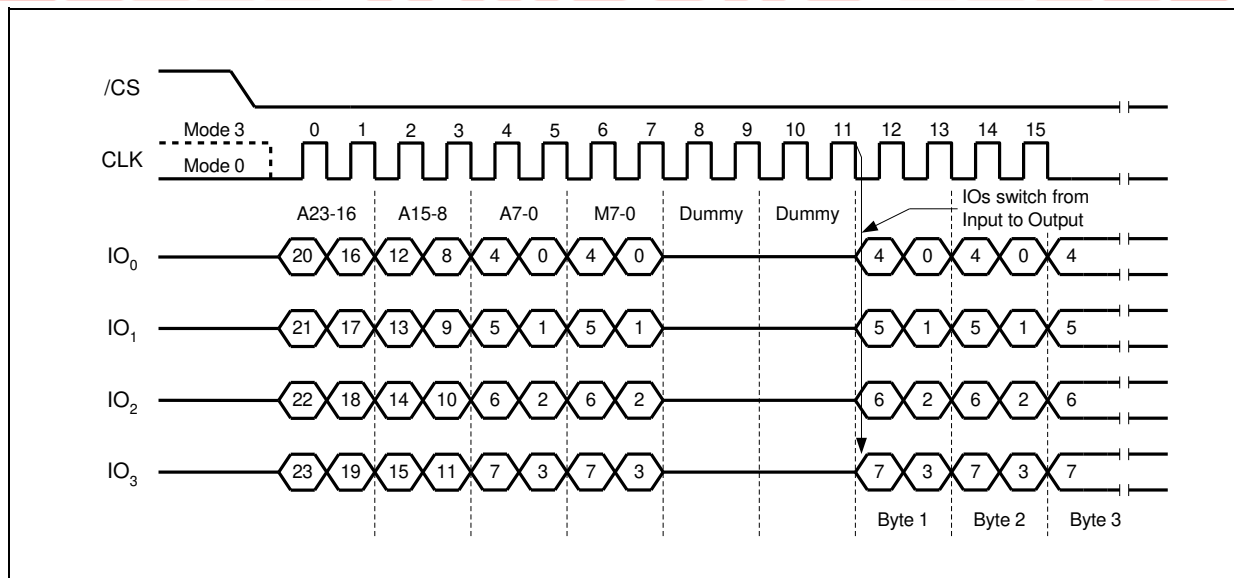 /CS
Mode 3 0 1 2 3 4 5 6 7 8 9 10 11 12 13 14 15
CLK
Mode 0
IOs switch from
Input to Output
A23-16 A15-8 A7-0 M7-0 Dummy Dummy
IO0 20 16 12 8 4 0 4 0 4 0 4 0 4
IO1 21 17 13 9 5 1 5 1 5 1 5 1 5
IO2 22 18 14 10 6 2 6 2 6 2 6 2 6
IO3 23 19 15 11 7 3 7 3 7 3 7 3 7
Byte 1 Byte 2 Byte 3